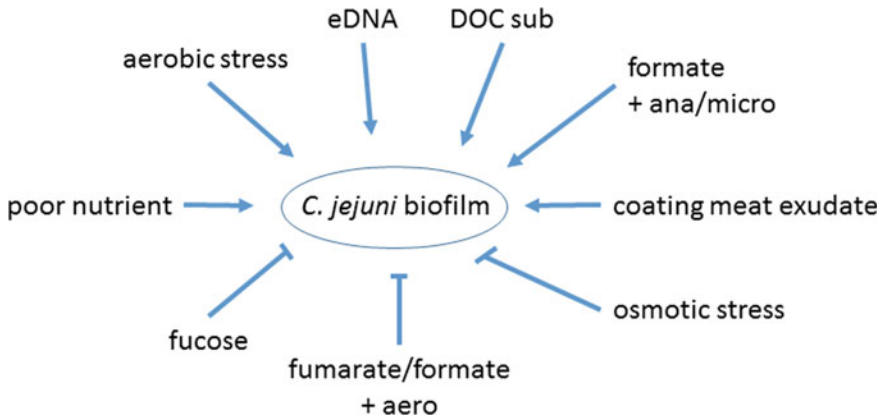 eDNA
DOC sub
aerobic stress
formate
+ ana/micro
poor nutrient
C. jejuni biofilm
coating meat exudate
fucose
osmotic stress
fumarate/formate
+ aero